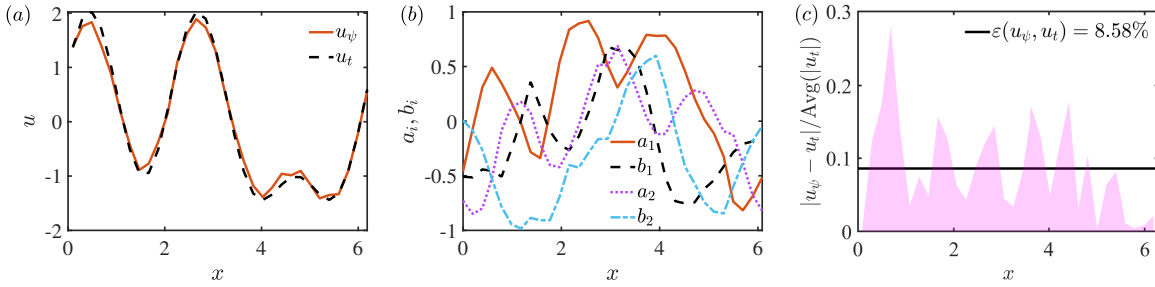 (a)
2
1
0
-1
-2
u
0
2
4
6
x
u_ψ
u_t
(b)
1
0.5
0
-0.5
-1
a_i, b_i
0
2
4
6
x
a_1
b_1
a_2
b_2
(c)
0.3
0.2
0.1
0
|u_ψ − u_t|/Avg(|u_t|)
0
2
4
6
x
ε(u_ψ, u_t) = 8.58%